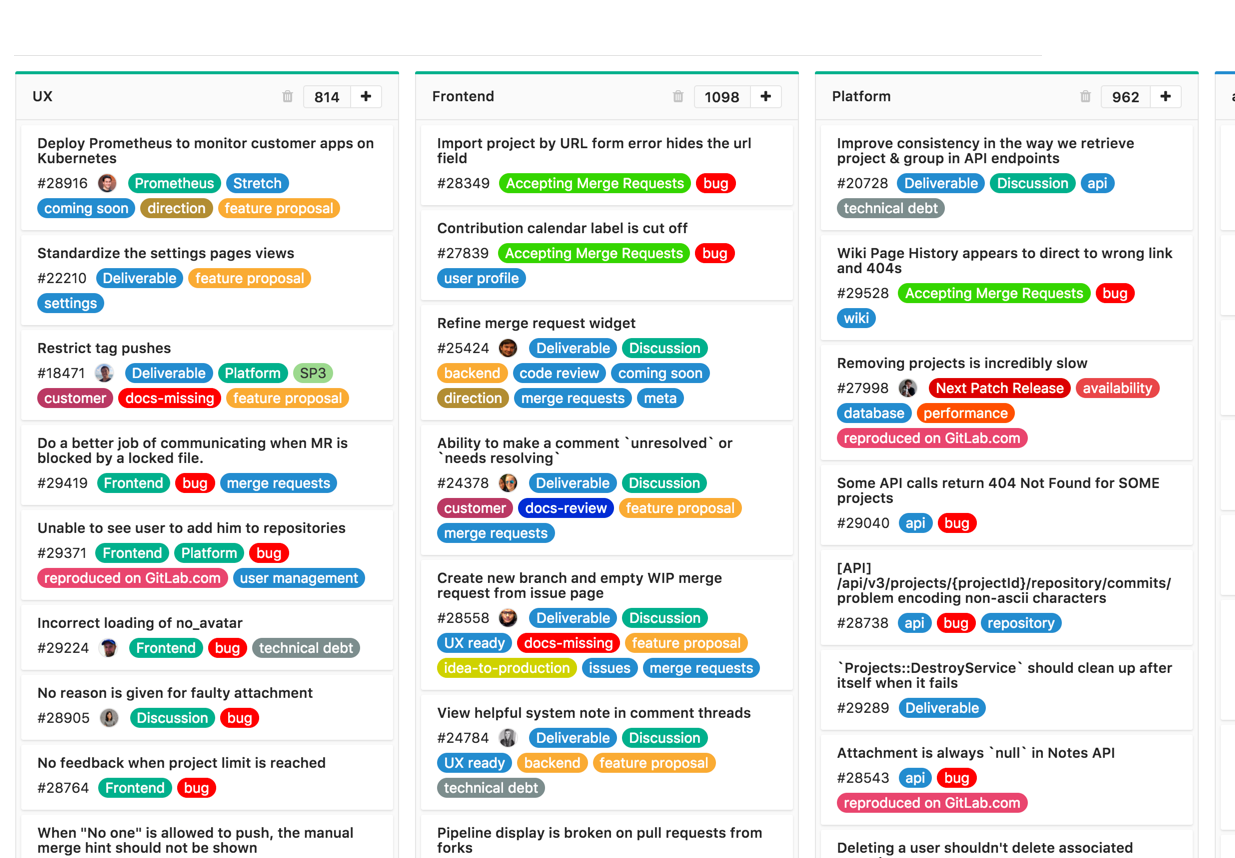 UX 814 +
Deploy Prometheus to monitor customer apps on
Kubernetes
#28916 Prometheus Stretch
coming soon direction feature proposal
Standardize the settings pages views
#22210 Deliverable feature proposal
settings
Restrict tag pushes
#18471 Deliverable Platform SP3
customer docs-missing feature proposal
Do a better job of communicating when MR is
blocked by a locked file.
#29419 Frontend bug merge requests
Unable to see user to add him to repositories
#29371 Frontend Platform bug
reproduced on GitLab.com user management
Incorrect loading of no_avatar
#29224 Frontend bug technical debt
No reason is given for faulty attachment
#28905 Discussion bug
No feedback when project limit is reached
#28764 Frontend bug
When "No one" is allowed to push, the manual
merge hint should not be shown
Frontend 1098 +
Import project by URL form error hides the url
field
#28349 Accepting Merge Requests bug
Contribution calendar label is cut off
#27839 Accepting Merge Requests bug
user profile
Refine merge request widget
#25424 Deliverable Discussion
backend code review coming soon
direction merge requests meta
Ability to make a comment `unresolved` or
`needs resolving`
#24378 Deliverable Discussion
customer docs-review feature proposal
merge requests
Create new branch and empty WIP merge
request from issue page
#28558 Deliverable Discussion
UX ready docs-missing feature proposal
idea-to-production issues merge requests
View helpful system note in comment threads
#24784 Deliverable Discussion
UX ready backend feature proposal
technical debt
Pipeline display is broken on pull requests from
forks
Platform 962 +
Improve consistency in the way we retrieve
project & group in API endpoints
#20728 Deliverable Discussion api
technical debt
Wiki Page History appears to direct to wrong link
and 404s
#29528 Accepting Merge Requests bug
wiki
Removing projects is incredibly slow
#27998 Next Patch Release availability
database performance
reproduced on GitLab.com
Some API calls return 404 Not Found for SOME
projects
#29040 api bug
[API]
/api/v3/projects/{projectId}/repository/commits/
problem encoding non-ascii characters
#28738 api bug repository
`Projects::DestroyService` should clean up after
itself when it fails
#29289 Deliverable
Attachment is always `null` in Notes API
#28543 api bug
reproduced on GitLab.com
Deleting a user shouldn't delete associated